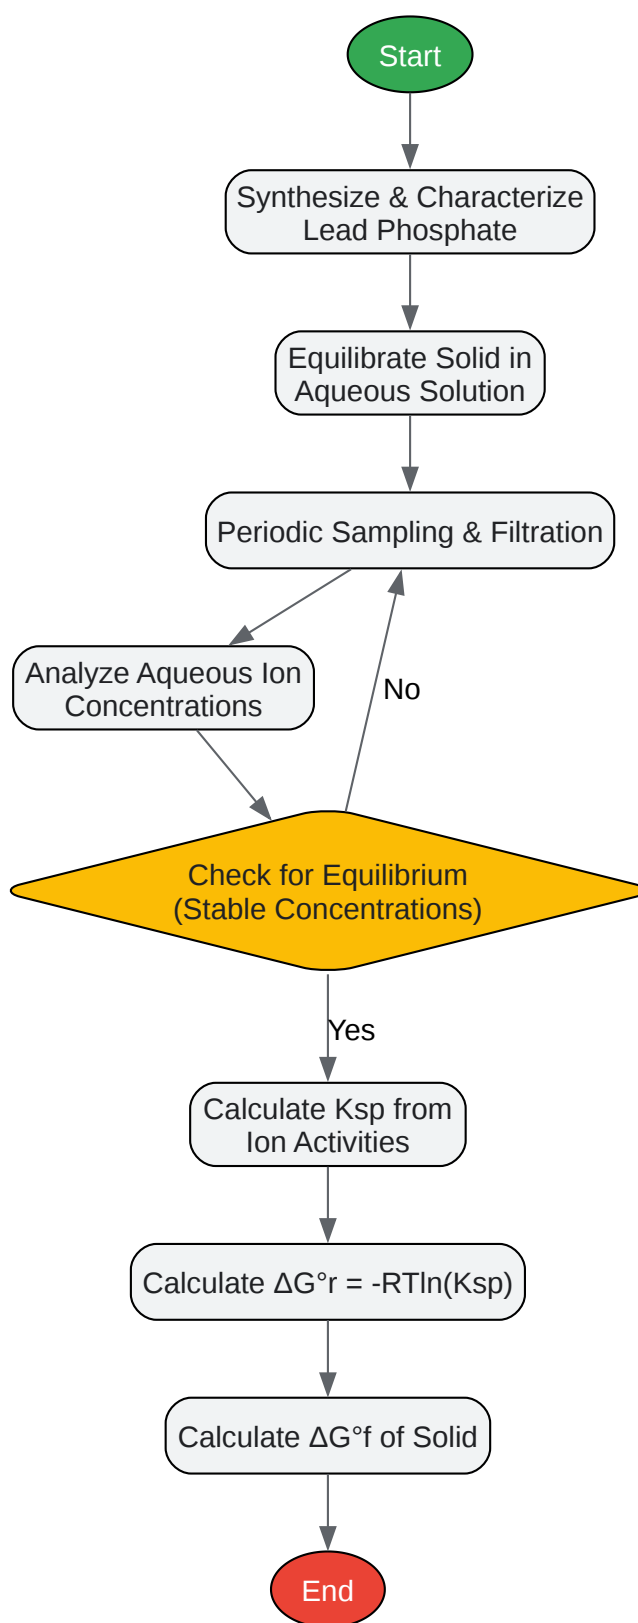 Start
Synthesize & Characterize
Lead Phosphate
Equilibrate Solid in
Aqueous Solution
Periodic Sampling & Filtration
Analyze Aqueous Ion
Concentrations
No
Check for Equilibrium
(Stable Concentrations)
Yes
Calculate Ksp from
Ion Activities
Calculate ΔG°r = -RTln(Ksp)
Calculate ΔG°f of Solid
End